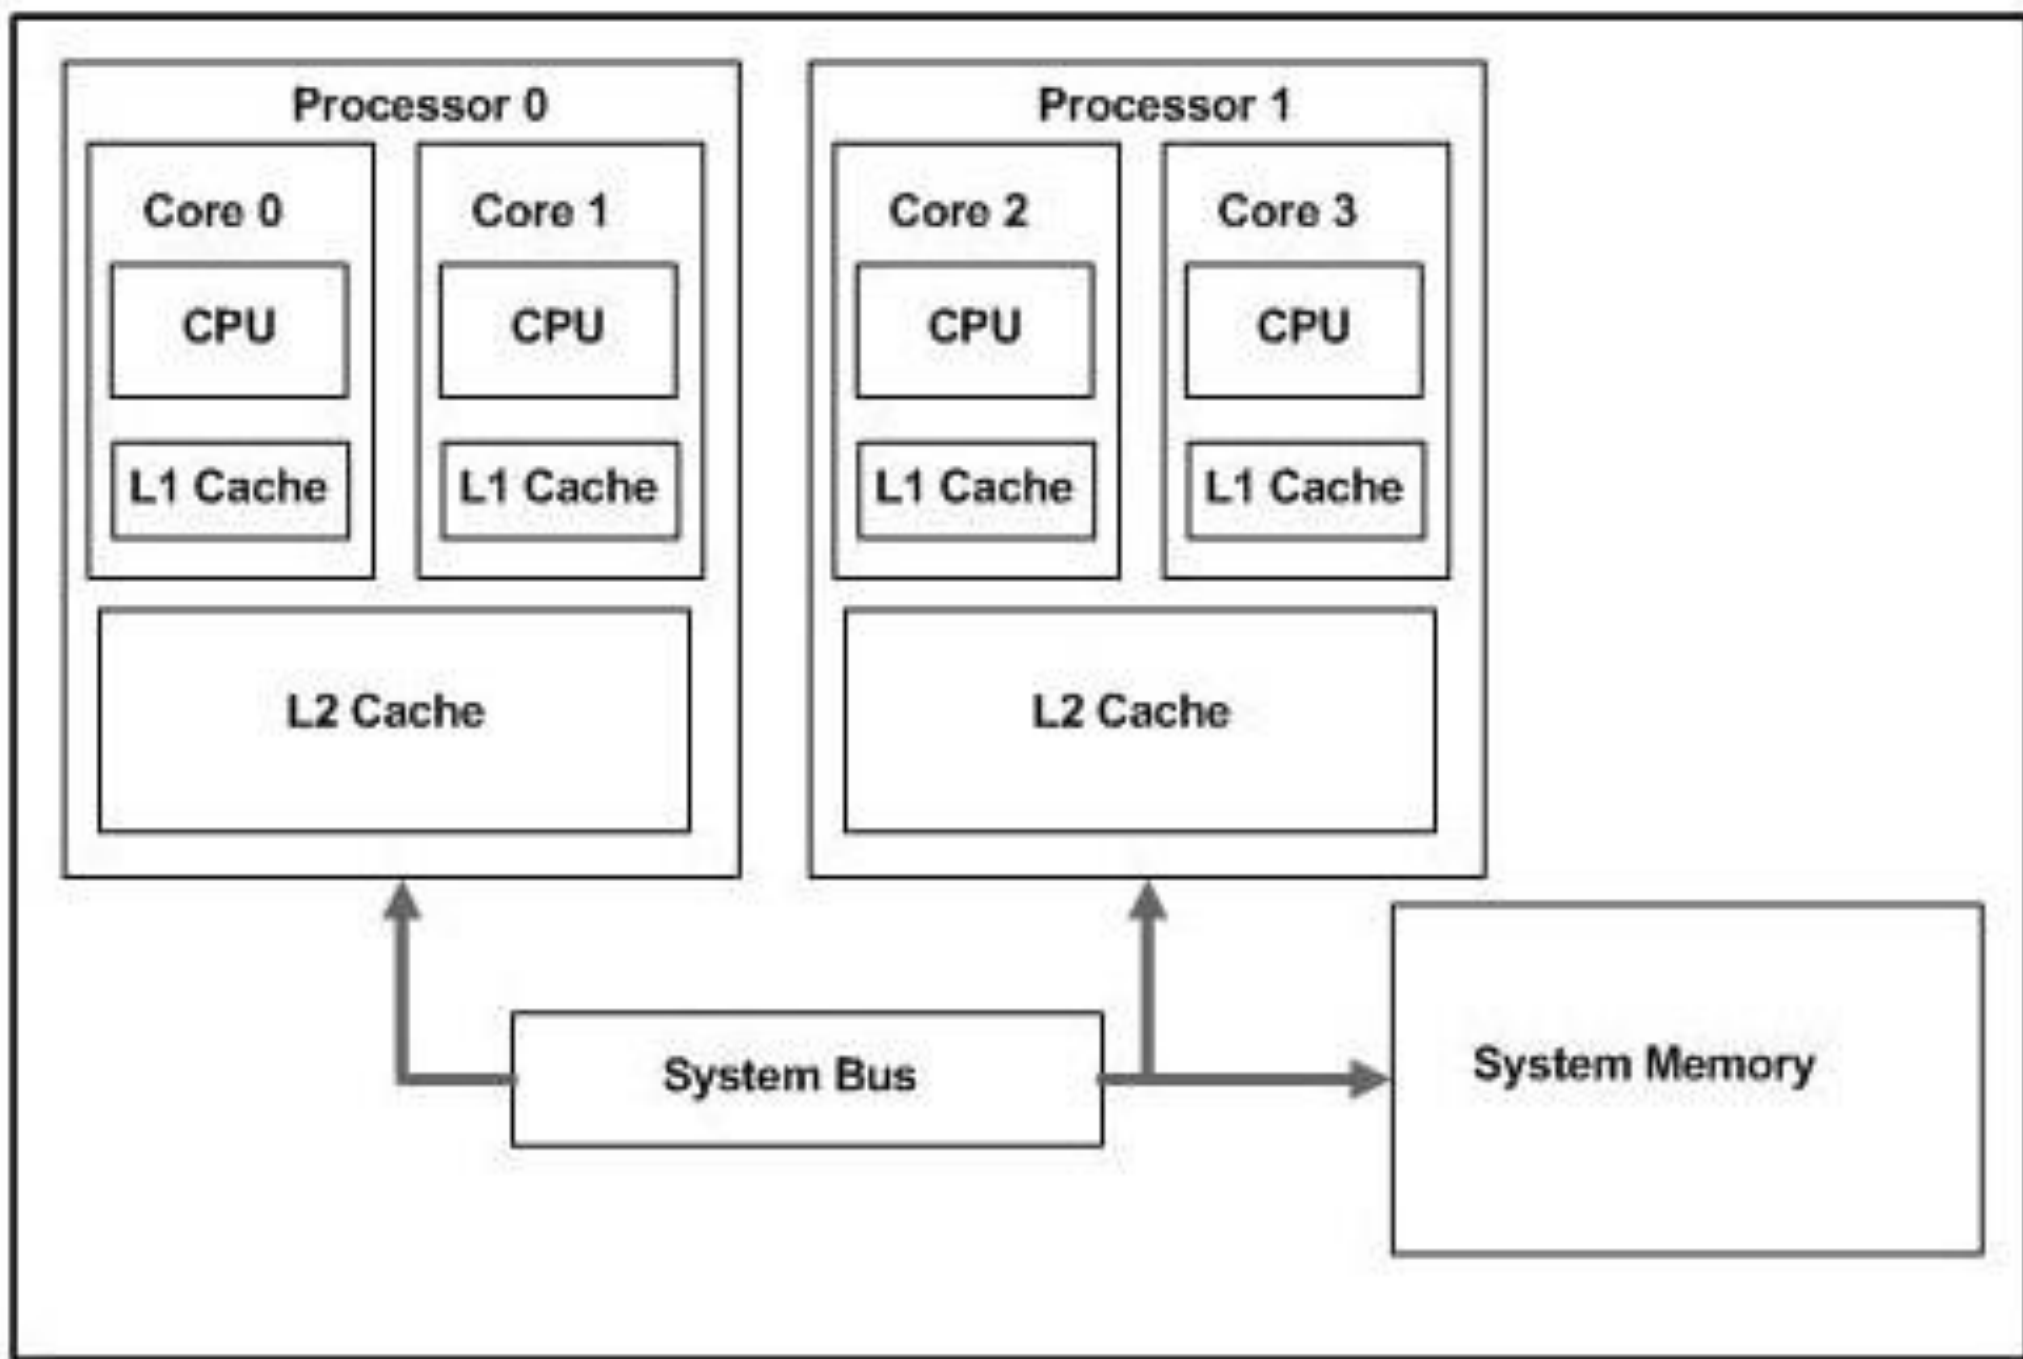 Processor 0
Core 0
CPU
L1 Cache
Core 1
CPU
L1 Cache
L2 Cache
Processor 1
Core 2
CPU
L1 Cache
Core 3
CPU
L1 Cache
L2 Cache
System Bus
System Memory